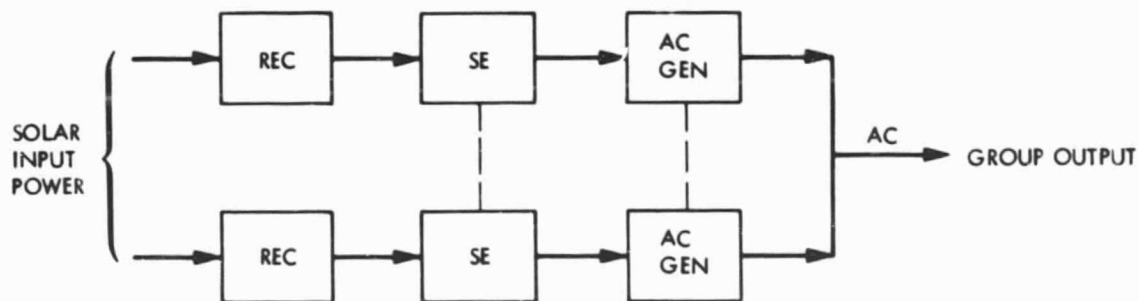 REC
SE
AC
GEN
SOLAR
INPUT
POWER
AC
GROUP OUTPUT
REC
SE
AC
GEN